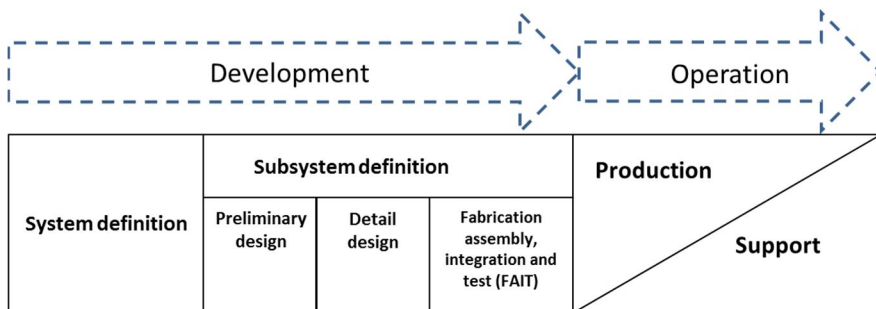 Development
Operation
System definition
Subsystem definition
Preliminary
design
Detail
design
Fabrication
assembly,
integration and
test (FAIT)
Production
Support